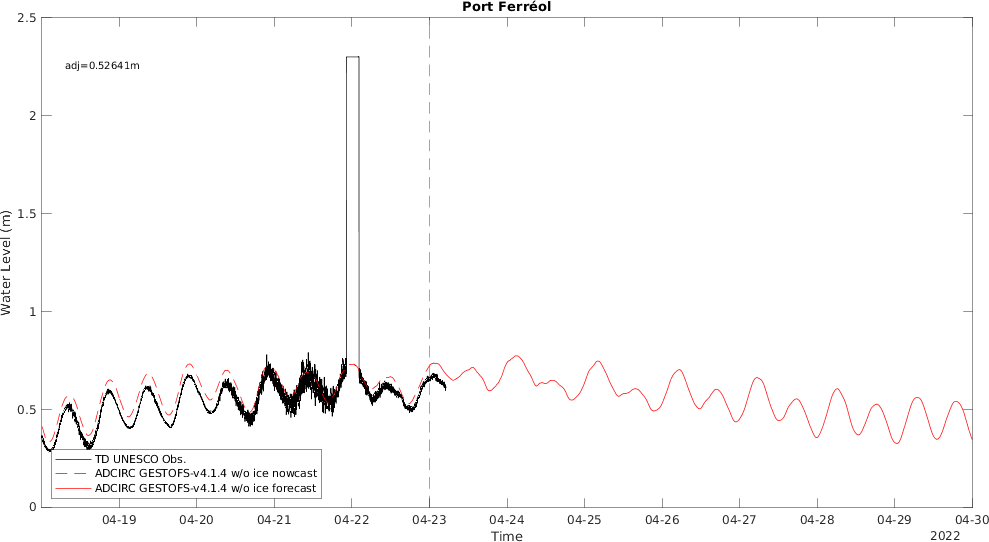 Port Ferréol
2.5
adj=0.52641m
2
1.5
Water Level (m)
1
0.5
TD UNESCO Obs.
ADCIRC GESTOFS-v4.1.4 w/o ice nowcast
ADCIRC GESTOFS-v4.1.4 w/o ice forecast
0
04-19 04-20 04-21 04-22 04-23 04-24 04-25 04-26 04-27 04-28 04-29 04-30
Time
2022